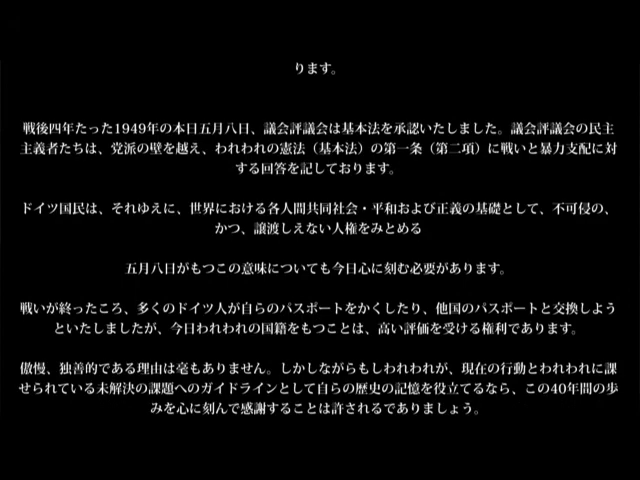 ります。
戦後四年たった1949年の本日五月八日、議会評議会は基本法を承認いたしました。議会評議会の民主
主義者たちは、党派の壁を越え、われわれの憲法（基本法）の第一条（第二項）に戦いと暴力支配に対
する回答を記しております。
ドイツ国民は、それゆえに、世界における各人間共同社会・平和および正義の基礎として、不可侵の、
かつ、譲渡しえない人権をみとめる
五月八日がもつこの意味についても今日心に刻む必要があります。
戦いが終ったころ、多くのドイツ人が自らのパスポートをかくしたり、他国のパスポートと交換しよう
といたしましたが、今日われわれの国籍をもつことは、高い評価を受ける権利であります。
傲慢、独善的である理由は毫もありません。しかしながらもしわれわれが、現在の行動とわれわれに課
せられている未解決の課題へのガイドラインとして自らの歴史の記憶を役立てるなら、この40年間の歩
みを心に刻んで感謝することは許されるでありましょう。